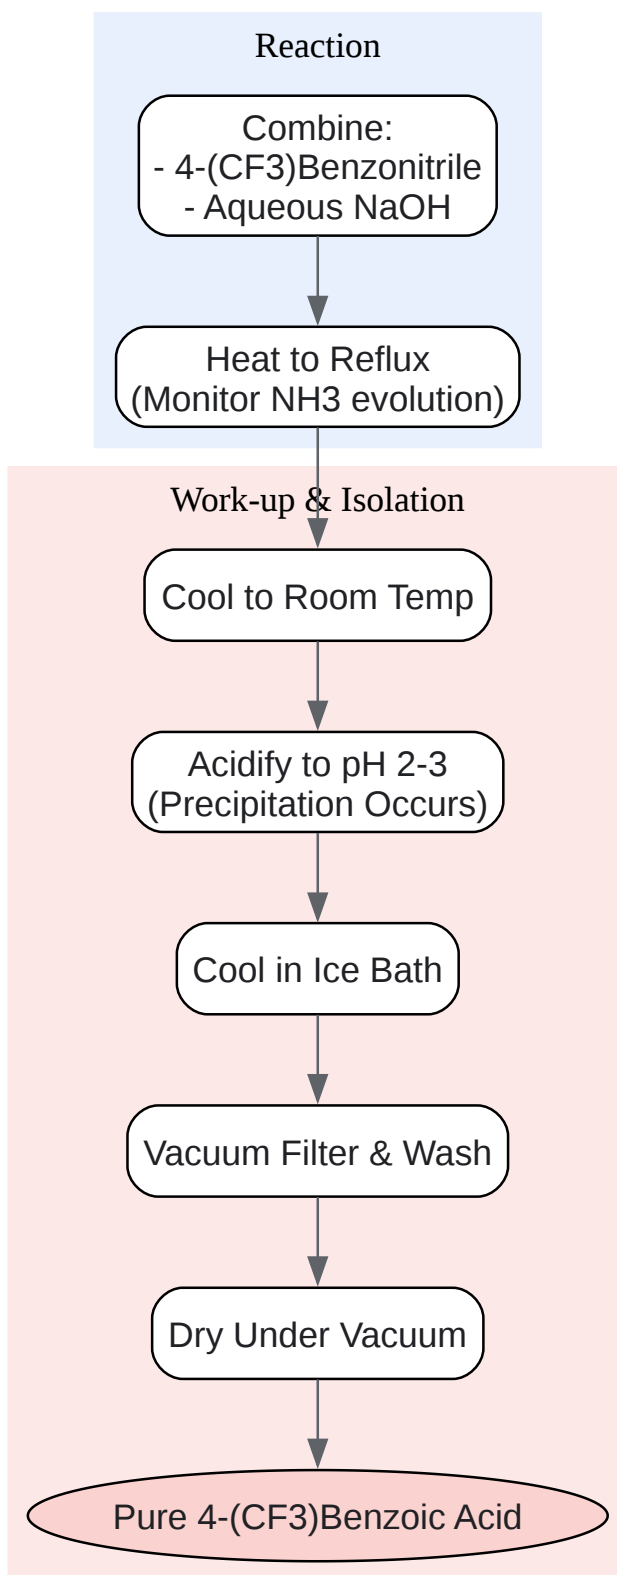 Reaction
Combine:
- 4-(CF3)Benzonitrile
- Aqueous NaOH
Heat to Reflux
(Monitor NH3 evolution)
Work-up & Isolation
Cool to Room Temp
Acidify to pH 2-3
(Precipitation Occurs)
Cool in Ice Bath
Vacuum Filter & Wash
Dry Under Vacuum
Pure 4-(CF3)Benzoic Acid